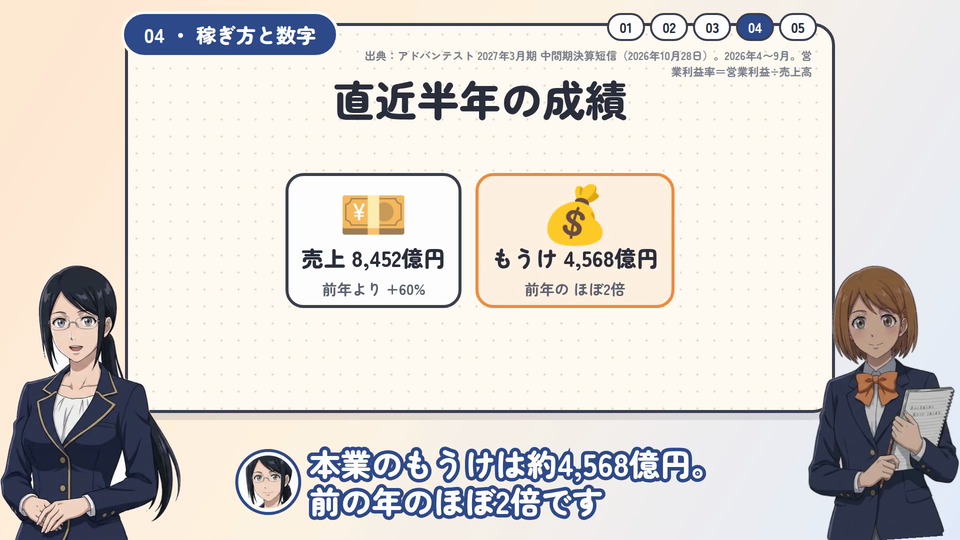 04 ・ 稼ぎ方と数字
01 02 03 04 05
出典：アドバンテスト 2027年3月期 中間期決算短信（2026年10月28日）。2026年4〜9月。営
業利益率＝営業利益÷売上高
直近半年の成績
売上 8,452億円
前年より +60%
もうけ 4,568億円
前年の ほぼ2倍
本業のもうけは約4,568億円。
前の年のほぼ2倍です